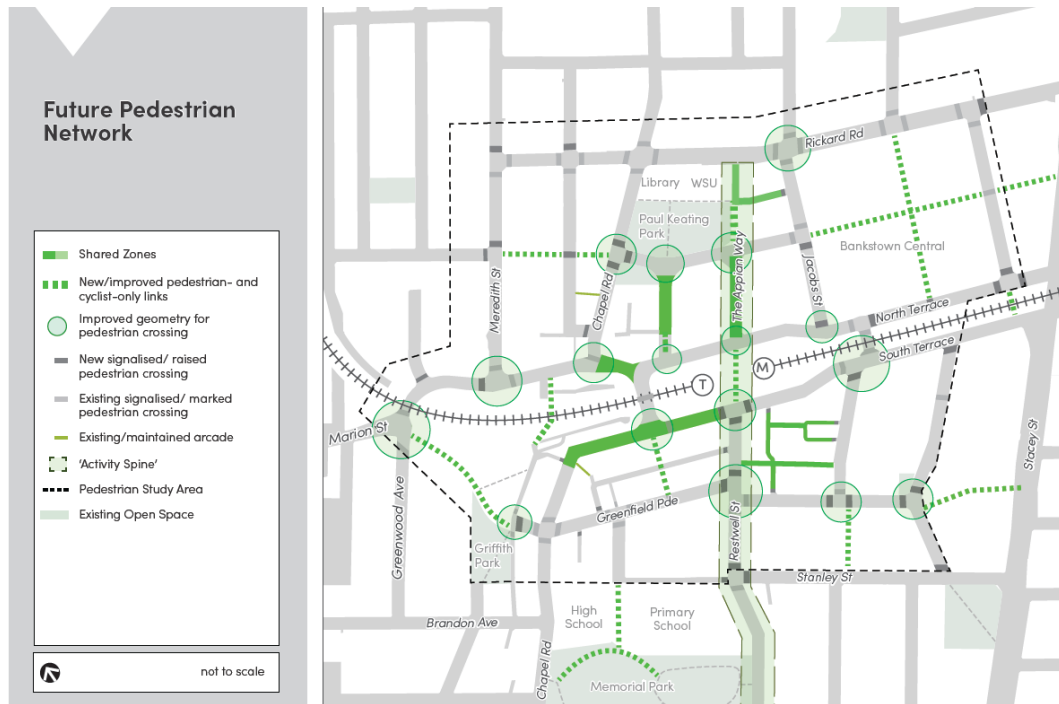 Future Pedestrian
Network
Shared Zones
New/improved pedestrian- and
cyclist-only links
Improved geometry for
pedestrian crossing
New signalised/ raised
pedestrian crossing
Existing signalised/ marked
pedestrian crossing
Existing/maintained arcade
'Activity Spine'
Pedestrian Study Area
Existing Open Space
not to scale
Rickard Rd
Library
WSU
Paul Keating
Park
The Appian Way
Bankstown Central
Jacobs St
Chapel Rd
Meredith St
North Terrace
South Terrace
T
M
Marion St
Stacey St
Greenwood Ave
Greenfield Pde
Restwell St
Griffith
Park
Stanley St
High
School
Primary
School
Brandon Ave
Chapel Rd
Memorial Park